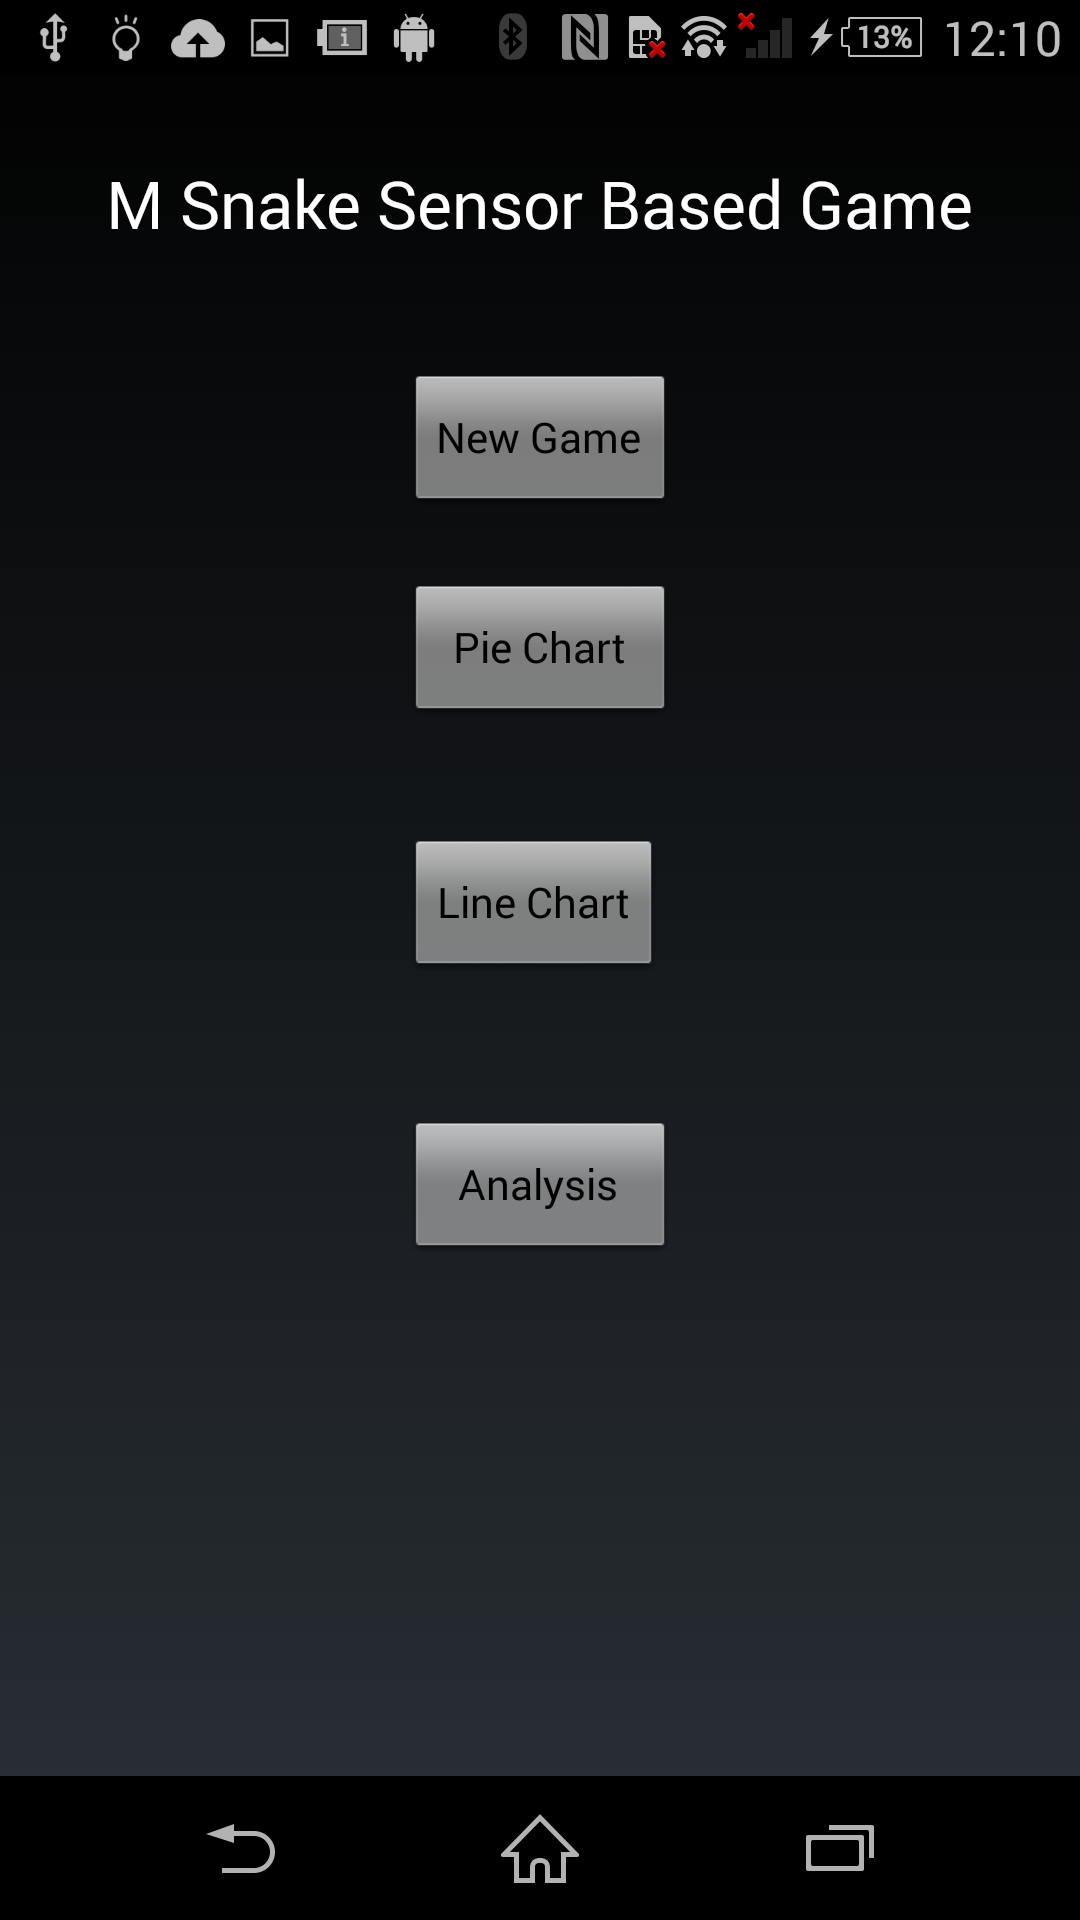 13% 12:10
M Snake Sensor Based Game
New Game
Pie Chart
Line Chart
Analysis